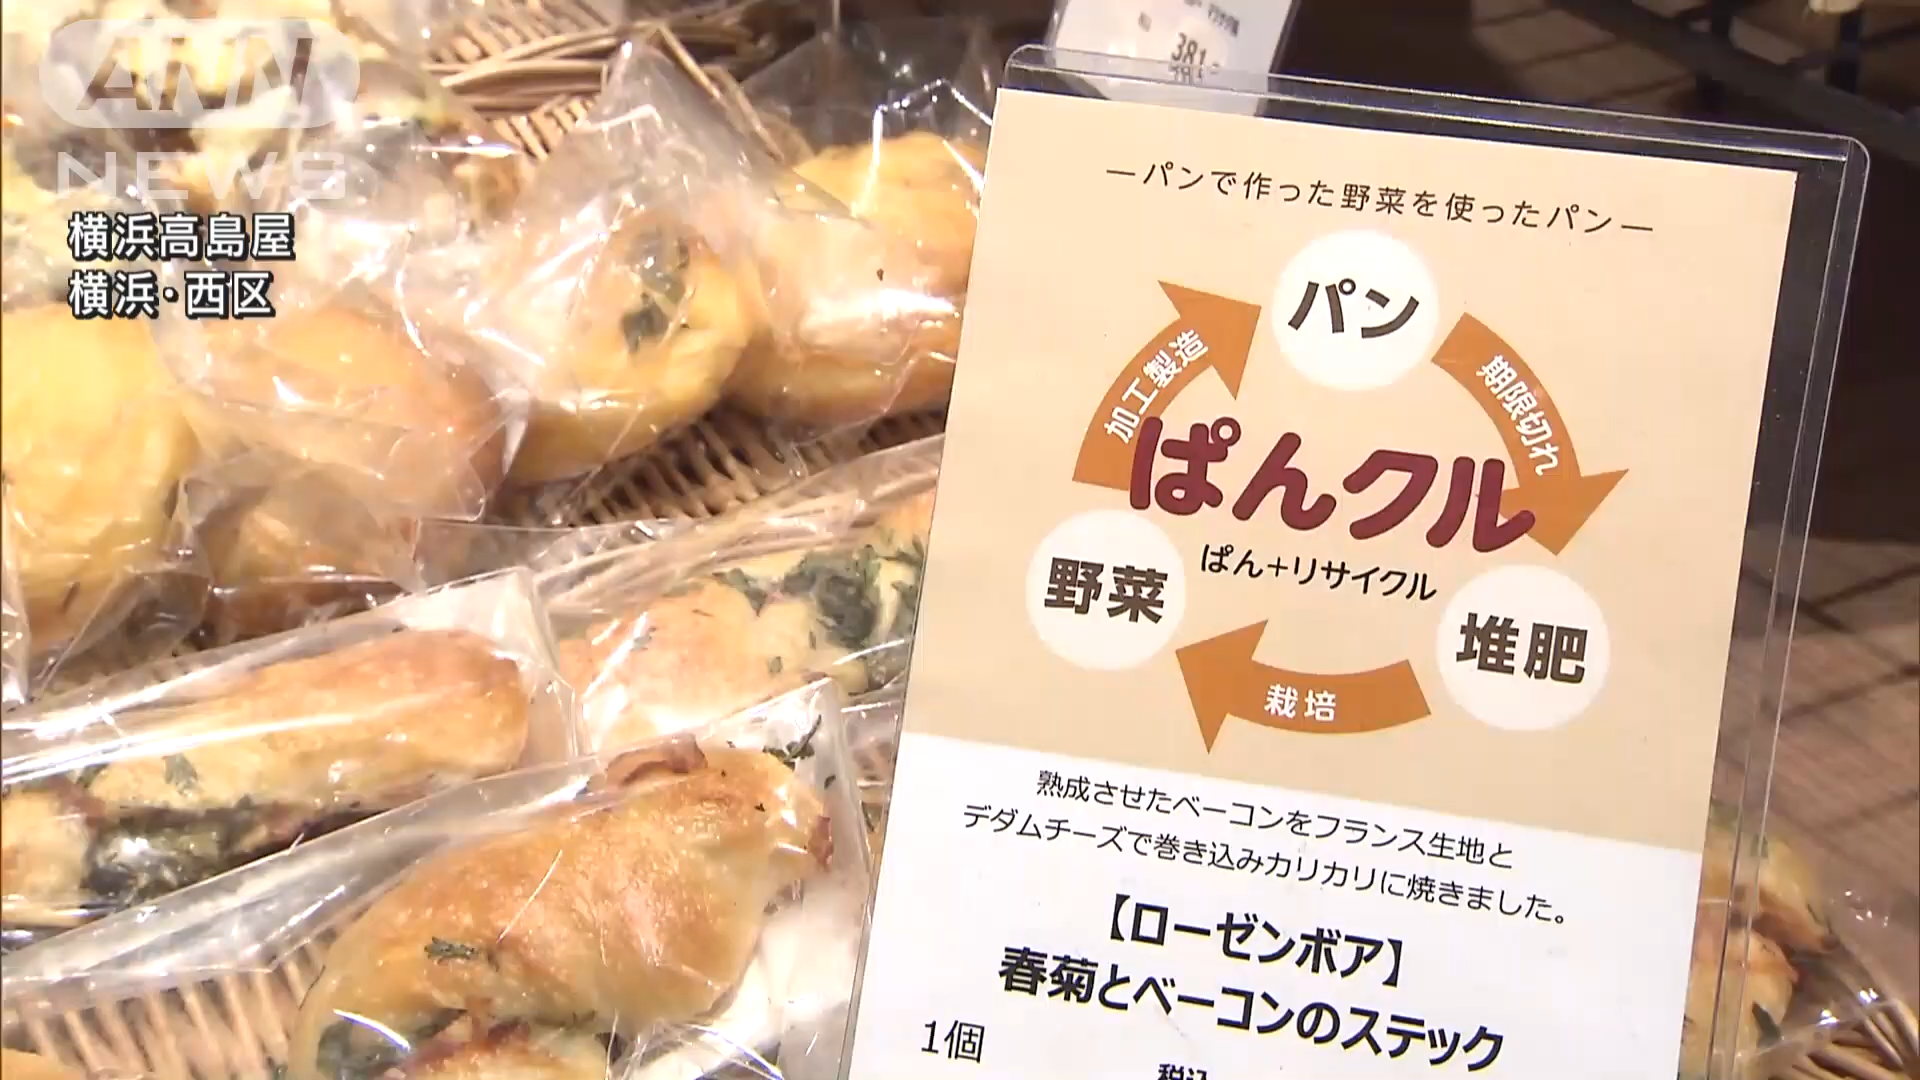 ANN
NEWS
横浜高島屋
横浜・西区
381
―パンで作った野菜を使ったパン―
パン
加工製造
期限切れ
ぱんクル
ぱん+リサイクル
野菜
堆肥
栽培
熟成させたベーコンをフランス生地と
デダムチーズで巻き込みカリカリに焼きました。
【ローゼンボア】
春菊とベーコンのステック
1個
税込